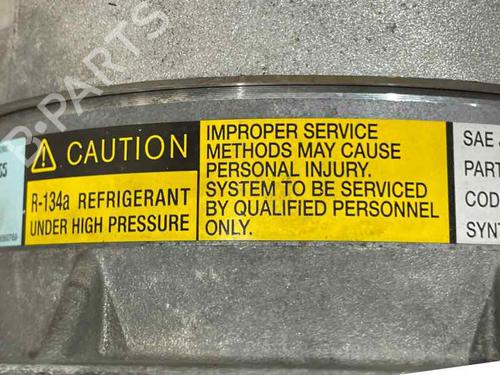 B-PARTS
CAUTION
R-134a REFRIGERANT
UNDER HIGH PRESSURE
IMPROPER SERVICE
METHODS MAY CAUSE
PERSONAL INJURY.
SYSTEM TO BE SERVICED
BY QUALIFIED PERSONNEL
ONLY.
SAE
PART
COD
SYNT